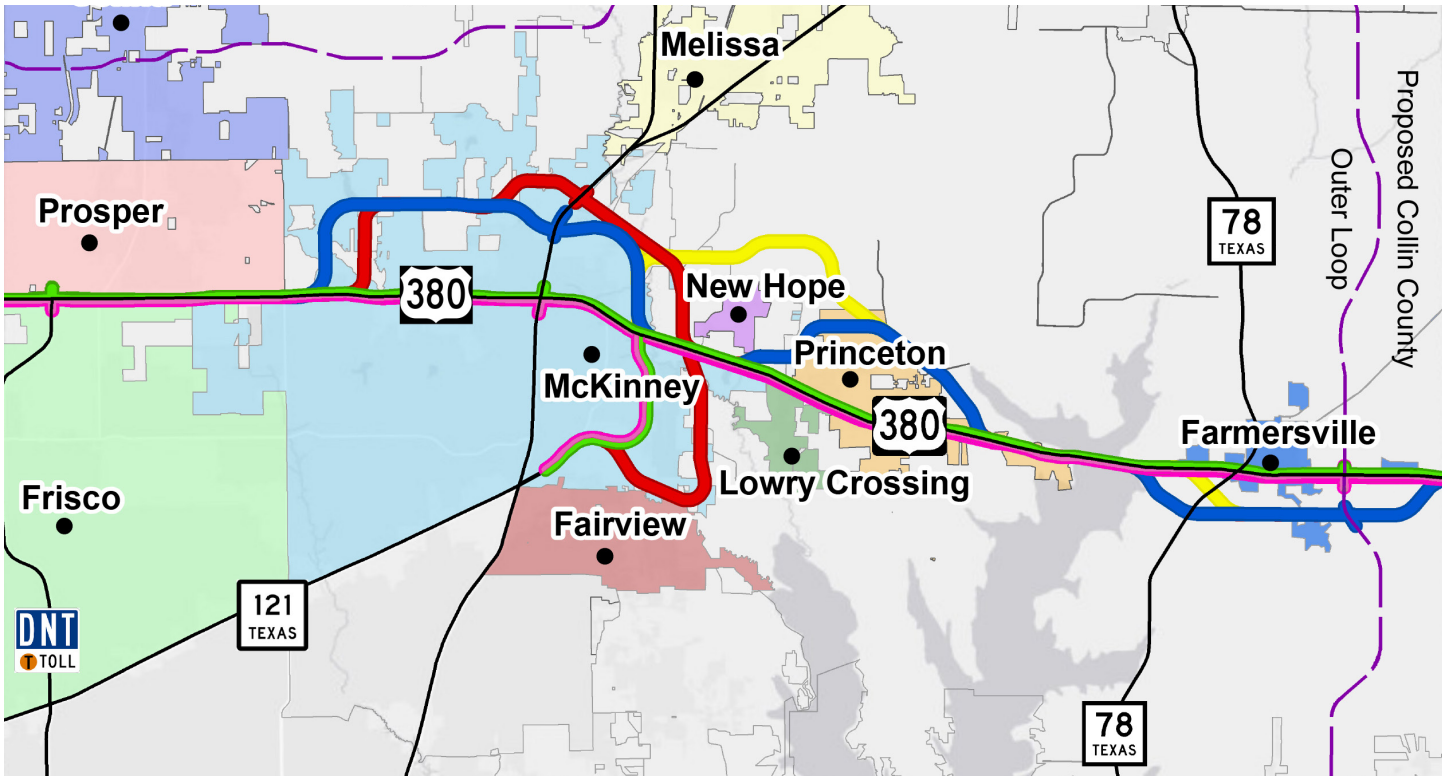 Melissa
Prosper
380
New Hope
78
TEXAS
Proposed Collin County
Outer Loop
McKinney
Princeton
380
Farmersville
Frisco
Lowry Crossing
Fairview
121
TEXAS
DNT
T TOLL
78
TEXAS